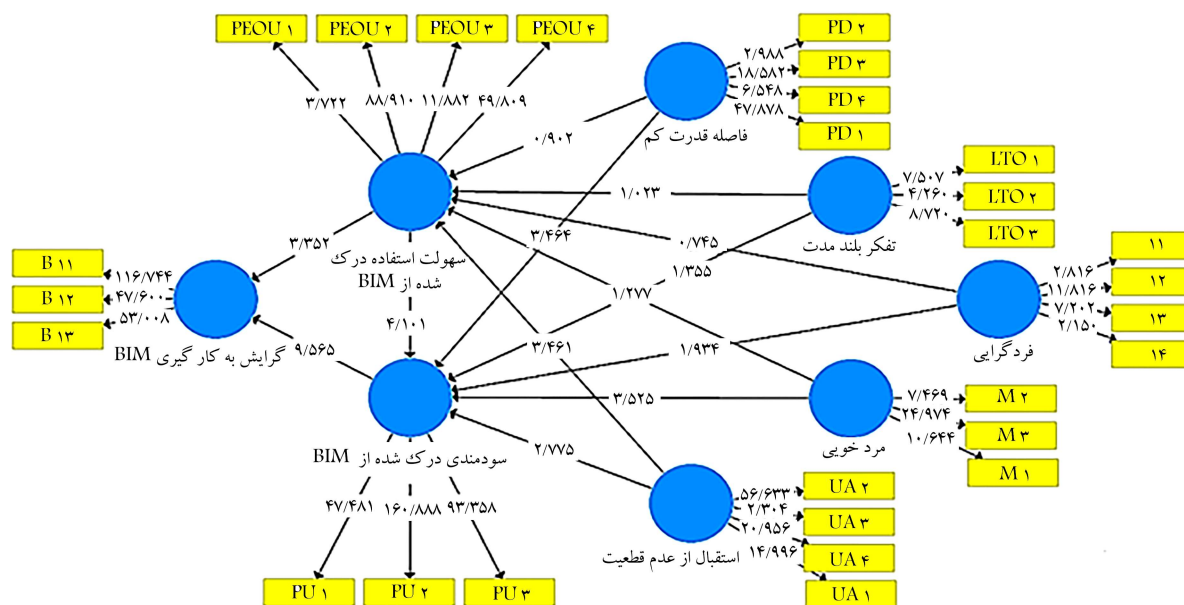 PEOU ۱
PEOU ۲
PEOU ۳
PEOU ۴
PD ۲
PD ۳
PD ۴
PD ۱
۲/۹۸۸
۱۸/۵۸۲
۶/۵۴۸
۴۷/۸۷۸
۳/۷۲۲
۸۸/۹۱۰
۱۱/۸۸۲
۴۹/۸۰۹
فاصله قدرت کم
۰/۹۰۲
LTO ۱
LTO ۲
LTO ۳
۷/۵۰۷
۴/۲۶۰
۸/۷۲۰
۱/۰۲۳
تفکر بلند مدت
۳/۴۶۴
۰/۷۴۵
۱/۳۵۵
۱/۲۷۷
۳/۳۵۲
سهولت استفاده درک
شده از BIM
۱۱
۱۲
۱۳
۱۴
۲/۸۱۶
۱۱/۸۱۶
۷/۲۰۲
۲/۱۵۰
فردگرایی
B ۱۱
B ۱۲
B ۱۳
۱۱۶/۷۴۴
۴۷/۶۰۰
۵۳/۰۰۸
گرایش به کار گیری BIM
۴/۱۰۱
۹/۵۶۵
۳/۴۶۱
۱/۹۳۴
۳/۵۲۵
M ۲
M ۳
M ۱
۷/۴۶۹
۲۴/۹۷۴
۱۰/۶۴۴
مرد خویی
سودمندی درک شده از BIM
۲/۷۷۵
۴۷/۴۸۱
۱۶۰/۸۸۸
۹۳/۳۵۸
UA ۲
UA ۳
UA ۴
UA ۱
۵۶/۶۳۳
۲/۳۰۴
۲۰/۹۵۶
۱۴/۹۹۶
استقبال از عدم قطعیت
PU ۱
PU ۲
PU ۳